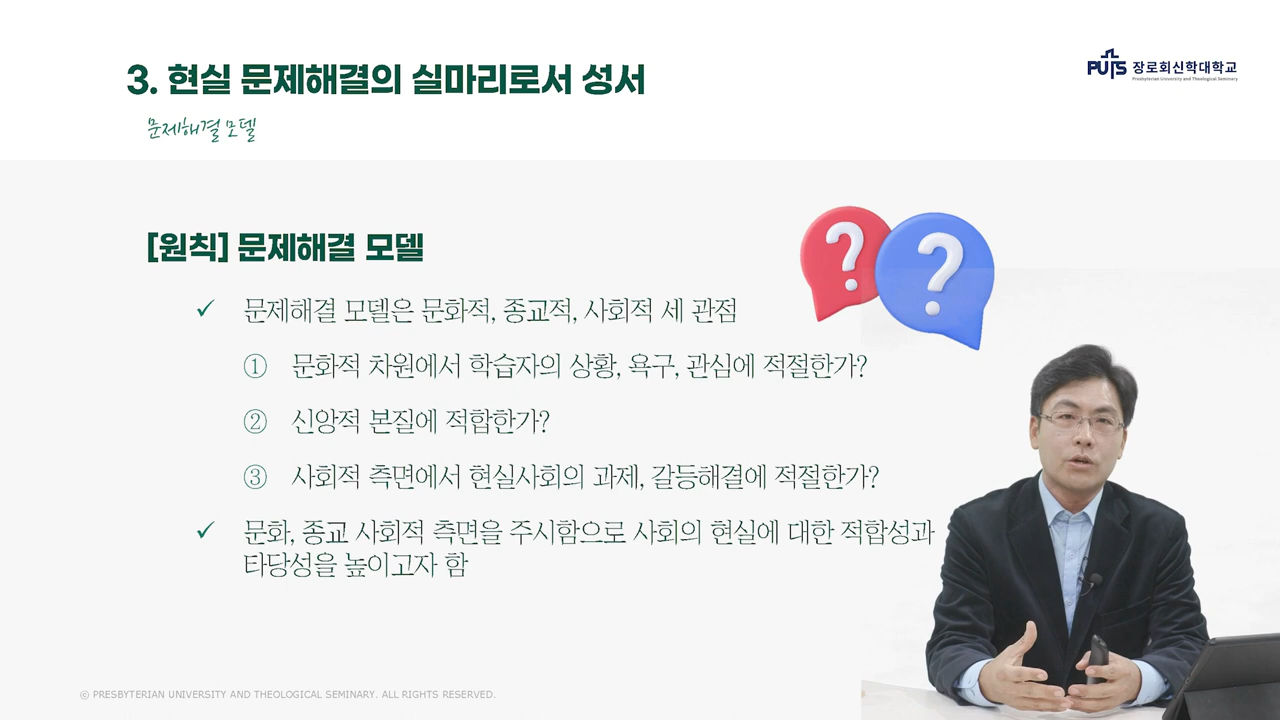 3. 현실 문제해결의 실마리로서 성서
PUTS 장로회신학대학교
Presbyterian University and Theological Seminary
문제해결 모델
[원칙] 문제해결 모델
✓ 문제해결 모델은 문화적, 종교적, 사회적 세 관점
① 문화적 차원에서 학습자의 상황, 욕구, 관심에 적절한가?
② 신앙적 본질에 적합한가?
③ 사회적 측면에서 현실사회의 과제, 갈등해결에 적절한가?
✓ 문화, 종교 사회적 측면을 주시함으로 사회의 현실에 대한 적합성과
타당성을 높이고자 함
? ?
© PRESBYTERIAN UNIVERSITY AND THEOLOGICAL SEMINARY. ALL RIGHTS RESERVED.